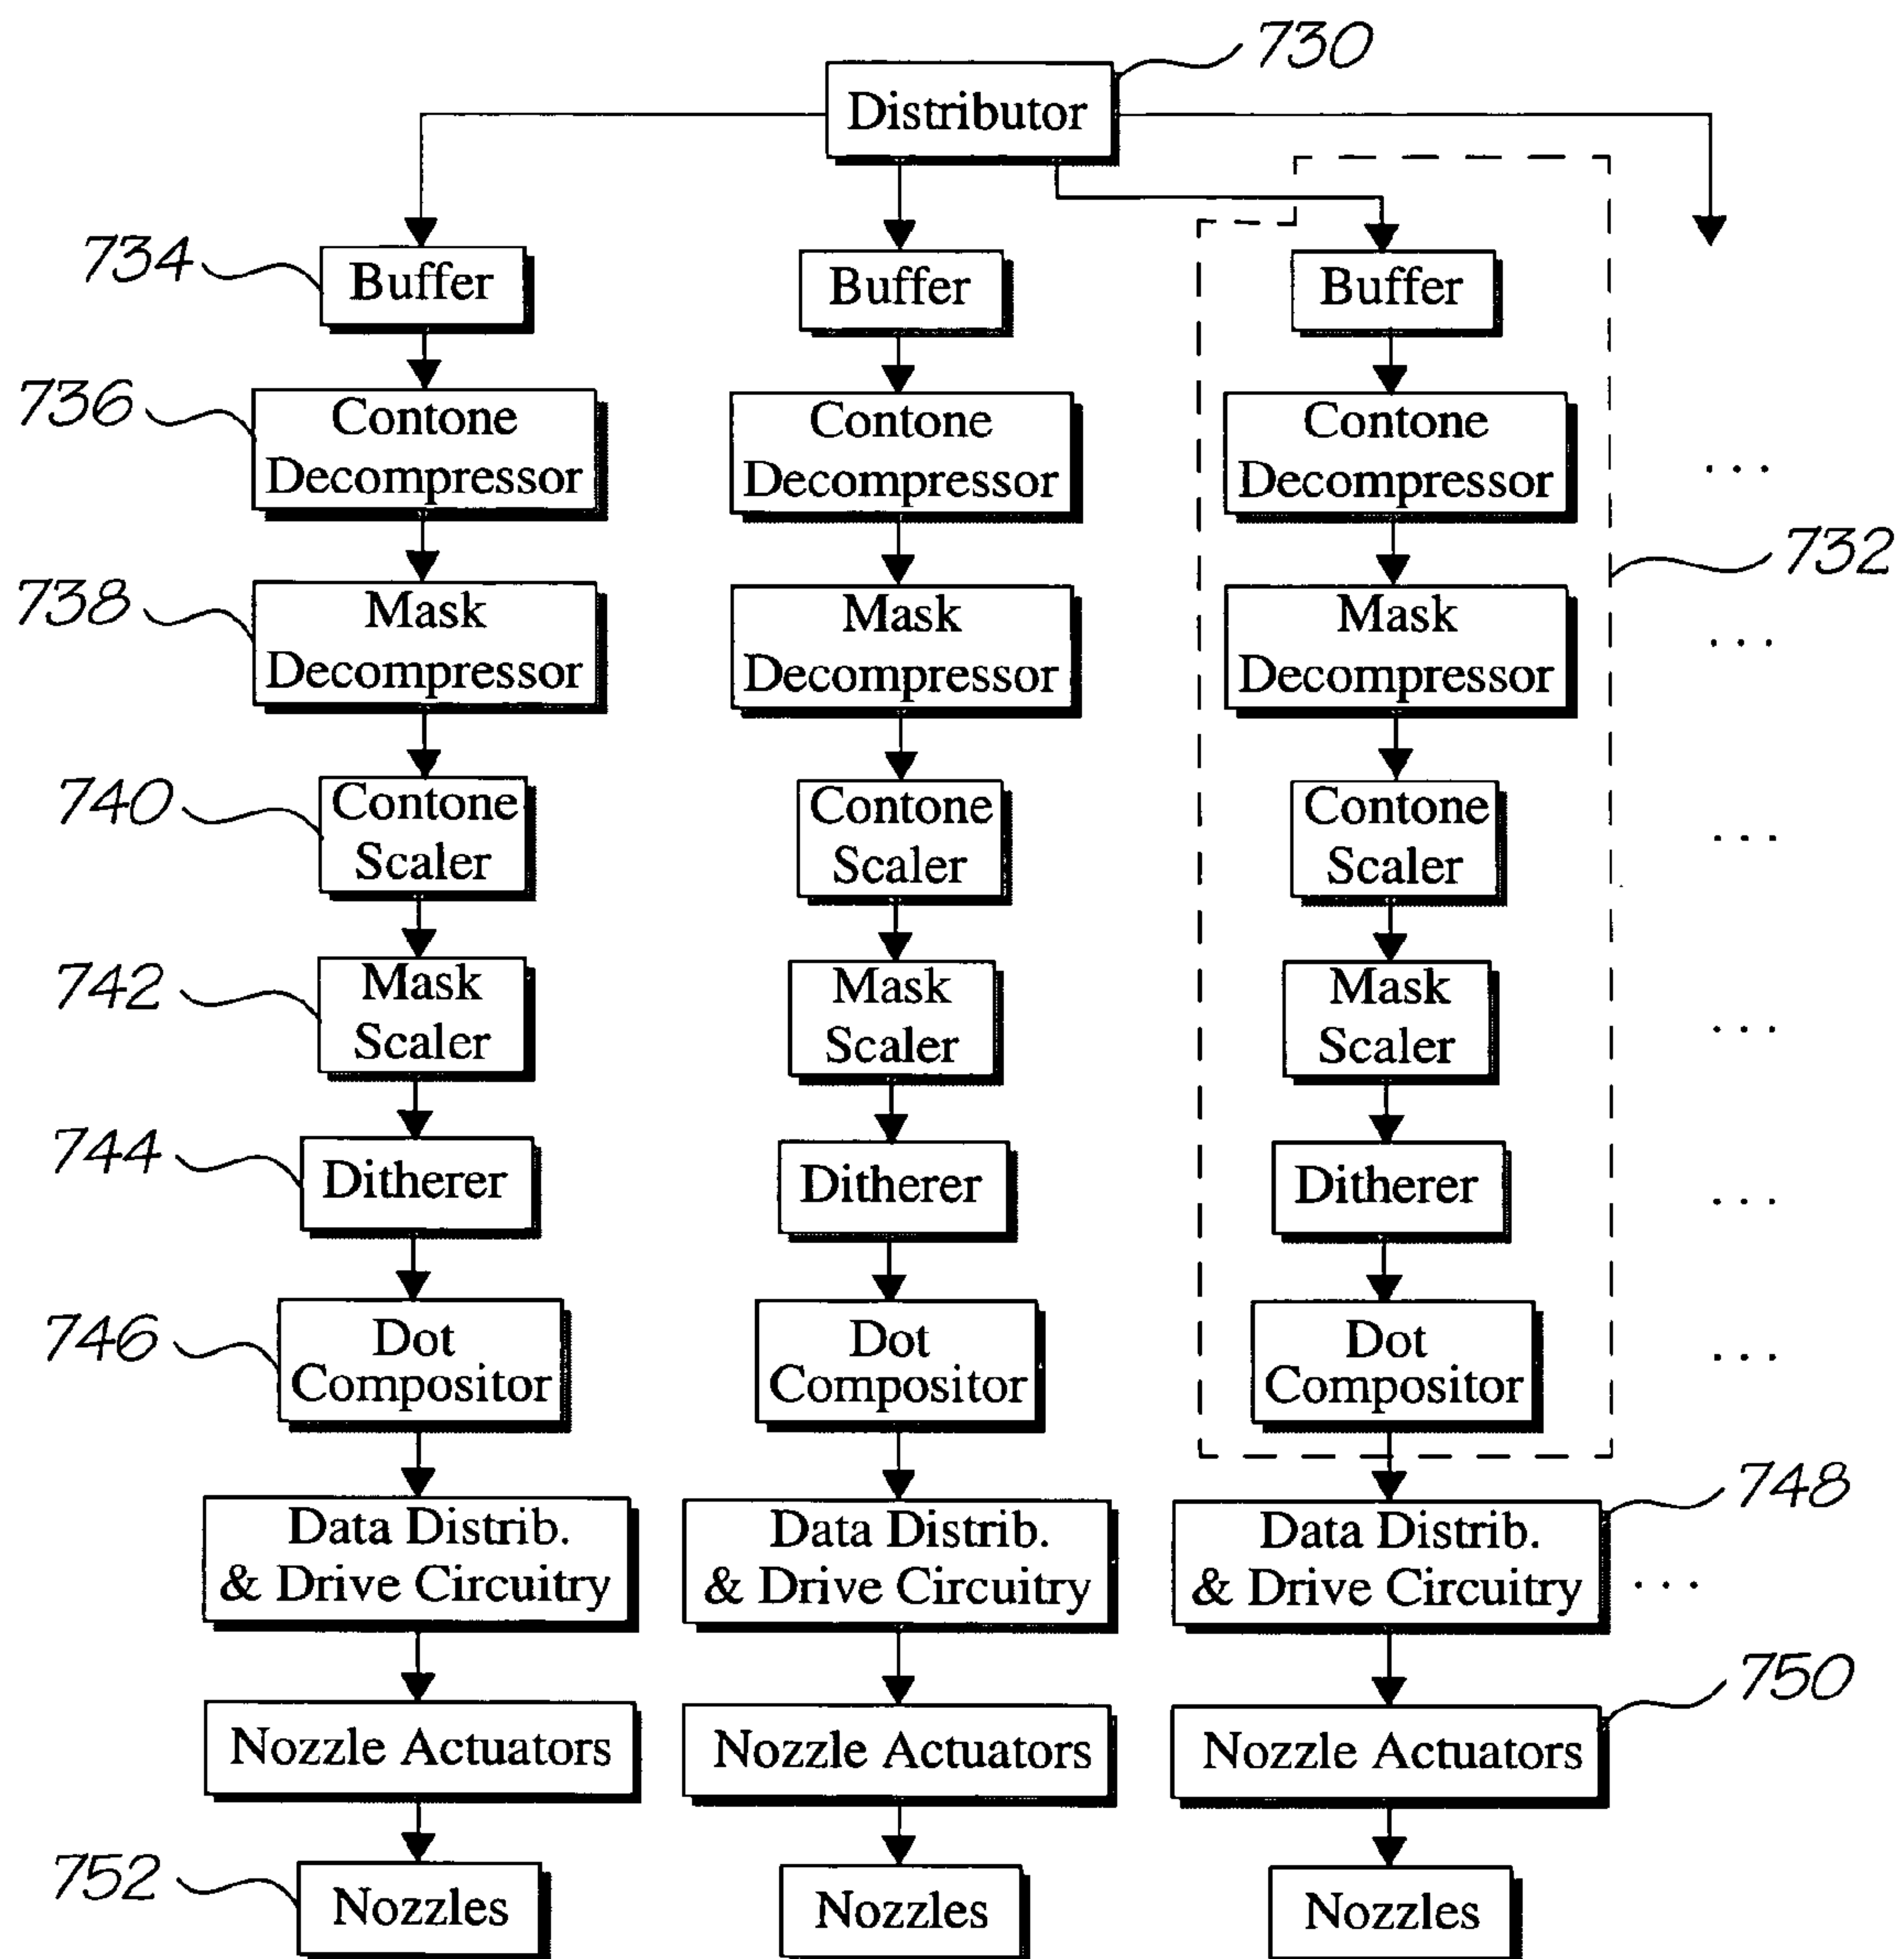 730
Distributor
734
Buffer
Buffer
Buffer
736
Contone
Decompressor
Contone
Decompressor
Contone
Decompressor
...
732
738
Mask
Decompressor
Mask
Decompressor
Mask
Decompressor
...
740
Contone
Scaler
Contone
Scaler
Contone
Scaler
...
742
Mask
Scaler
Mask
Scaler
Mask
Scaler
...
744
Ditherer
Ditherer
Ditherer
...
746
Dot
Compositor
Dot
Compositor
Dot
Compositor
...
748
Data Distrib.
& Drive Circuitry
Data Distrib.
& Drive Circuitry
Data Distrib.
& Drive Circuitry
...
750
Nozzle Actuators
Nozzle Actuators
Nozzle Actuators
752
Nozzles
Nozzles
Nozzles